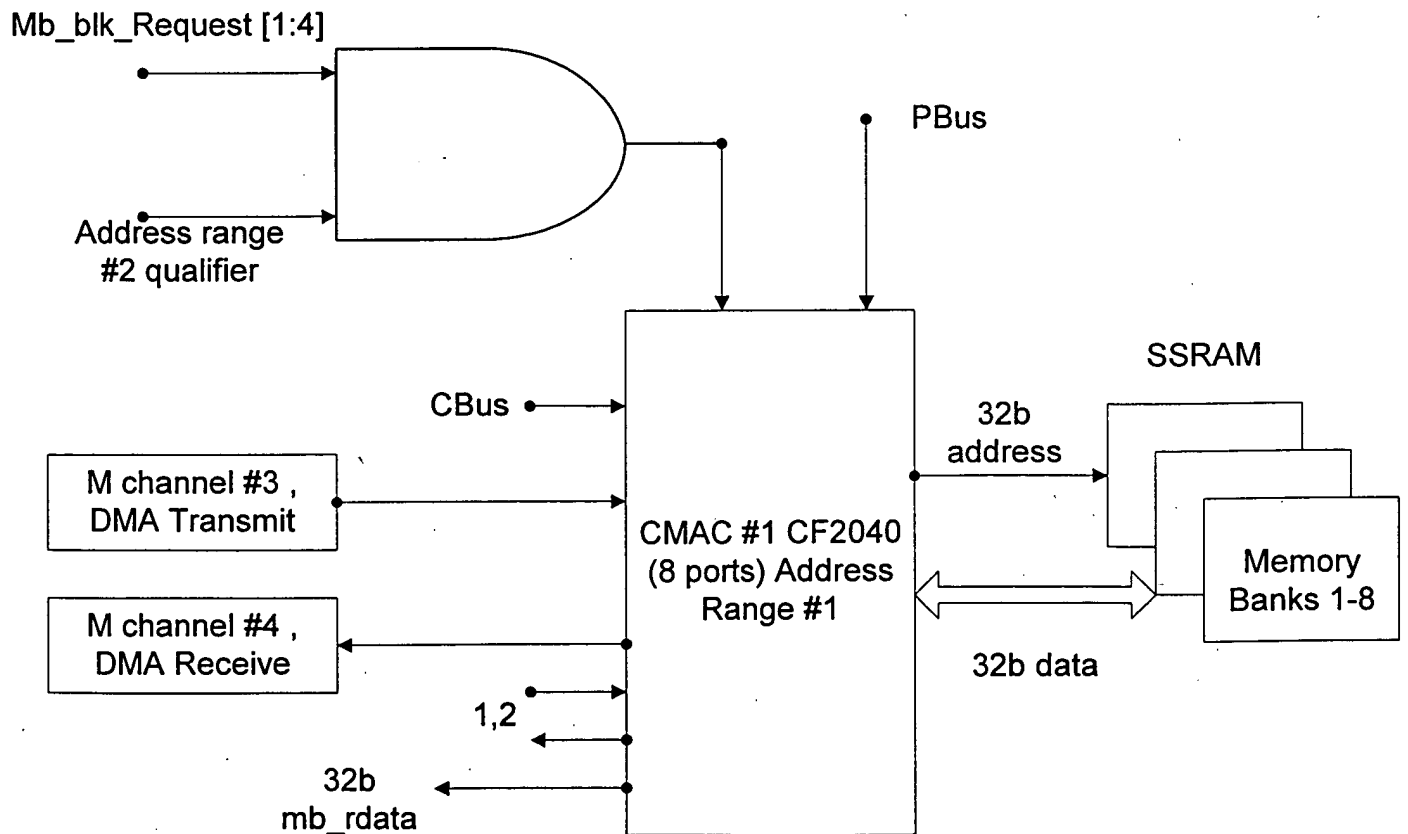 Mb_blk_Request [1:4]
PBus
Address range
#2 qualifier
SSRAM
CBus
32b
address
M channel #3 ,
DMA Transmit
CMAC #1 CF2040
(8 ports) Address
Range #1
Memory
Banks 1-8
M channel #4 ,
DMA Receive
32b data
1,2
32b
mb_rdata